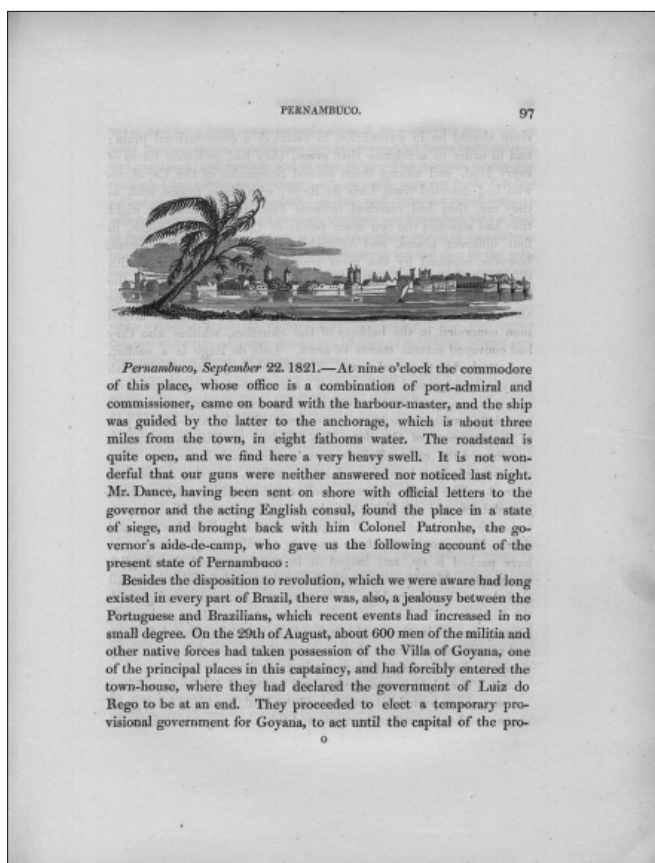 PERNAMBUCO.
97
Pernambuco, September 22. 1821.—At nine o'clock the commodore
of this place, whose office is a combination of port-admiral and
commissioner, came on board with the harbour-master, and the ship
was guided by the latter to the anchorage, which is about three
miles from the town, in eight fathoms water. The roadstead is
quite open, and we find here a very heavy swell. It is not won-
derful that our guns were neither answered nor noticed last night.
Mr. Dance, having been sent on shore with official letters to the
governor and the acting English consul, found the place in a state
of siege, and brought back with him Colonel Patronhe, the go-
vernor's aide-de-camp, who gave us the following account of the
present state of Pernambuco:
Besides the disposition to revolution, which we were aware had long
existed in every part of Brazil, there was, also, a jealousy between the
Portuguese and Brazilians, which recent events had increased in no
small degree. On the 29th of August, about 600 men of the militia and
other native forces had taken possession of the Villa of Goyana, one
of the principal places in this captaincy, and had forcibly entered the
town-house, where they had declared the government of Luiz do
Rego to be at an end. They proceeded to elect a temporary pro-
visional government for Goyana, to act until the capital of the pro-
O